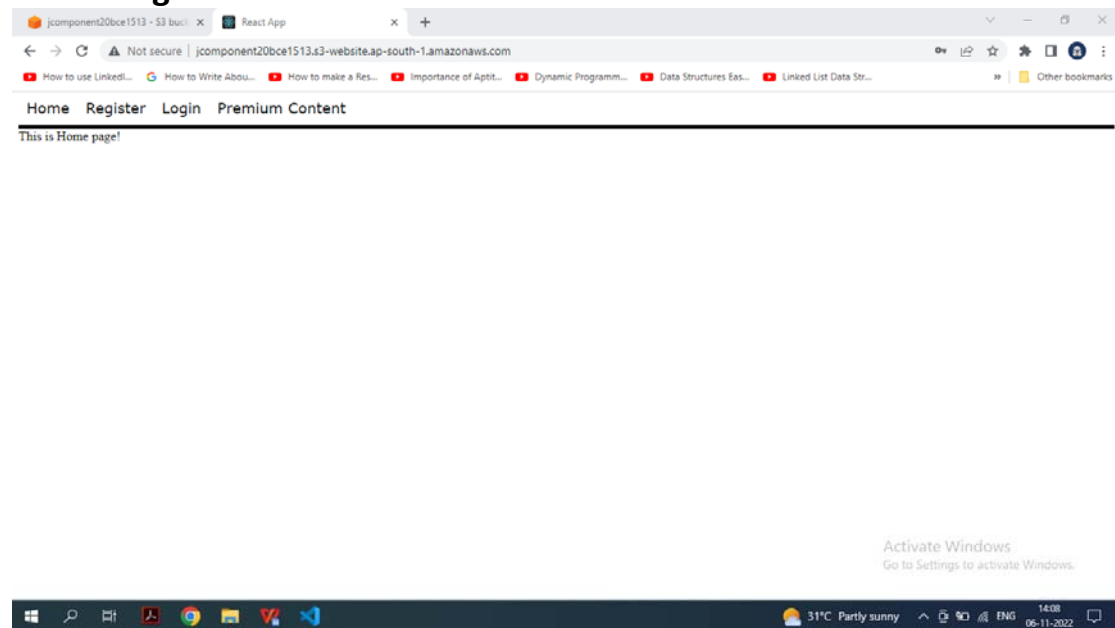 jcomponent20bce1513 - S3 buck
React App
Not secure | jcomponent20bce1513.s3-website.ap-south-1.amazonaws.com
How to use LinkedI...
How to Write Abou...
How to make a Res...
Importance of Aptit...
Dynamic Programm...
Data Structures Eas...
Linked List Data Str...
»
Other bookmarks
Home Register Login Premium Content
This is Home page!
Activate Windows
Go to Settings to activate Windows.
31°C Partly sunny
ENG
14:08
06-11-2022